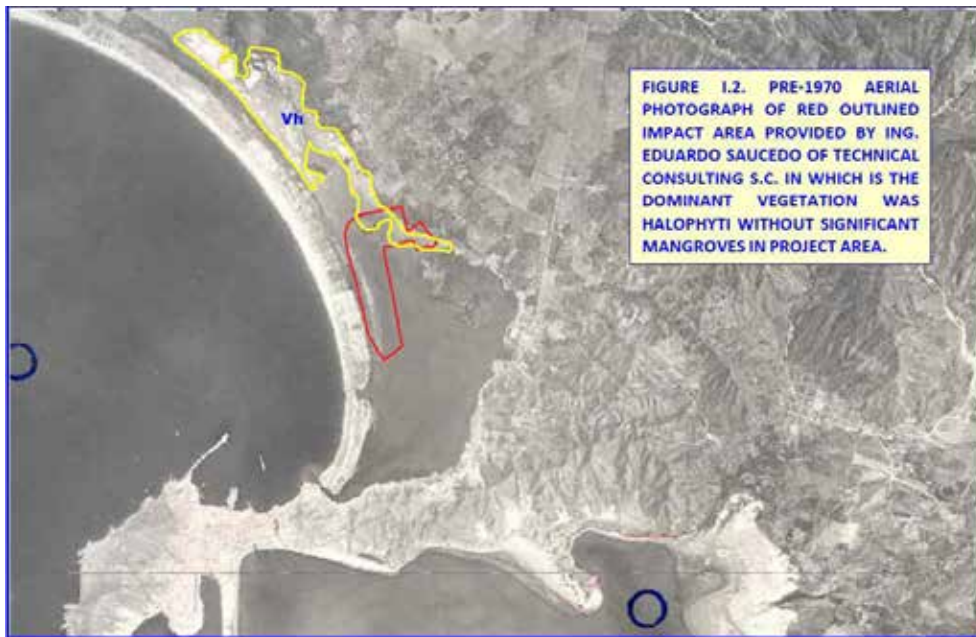 FIGURE I.2. PRE-1970 AERIAL
PHOTOGRAPH OF RED OUTLINED
IMPACT AREA PROVIDED BY ING.
EDUARDO SAUCEDO OF TECHNICAL
CONSULTING S.C. IN WHICH IS THE
DOMINANT VEGETATION WAS
HALOPHYTI WITHOUT SIGNIFICANT
MANGROVES IN PROJECT AREA.
Vh